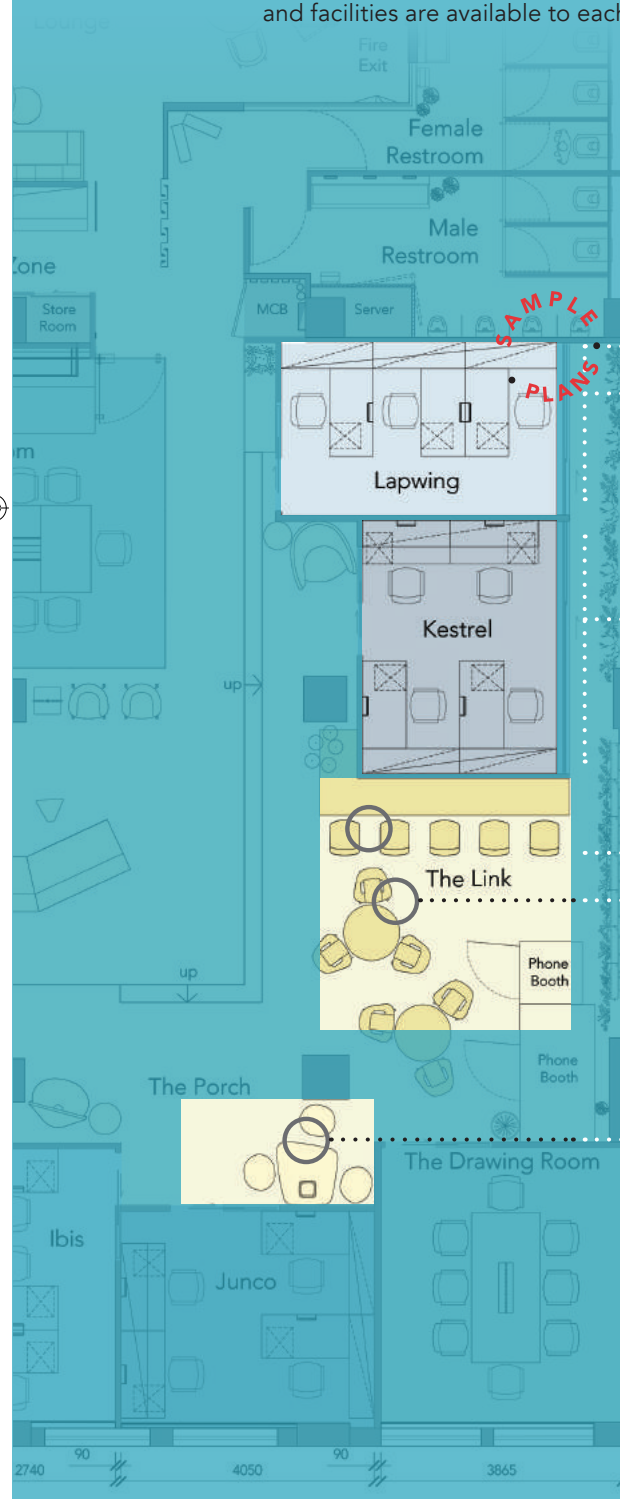 and facilities are available to each
Lounge
Fire
Exit
Female
Restroom
Male
Restroom
Zone
Store
Room
MCB
Server
SAMPLE
PLANS
om
Lapwing
Kestrel
up
The Link
Phone
Booth
up
Phone
Booth
The Porch
The Drawing Room
Ibis
Junco
90
90
2740
4050
3865